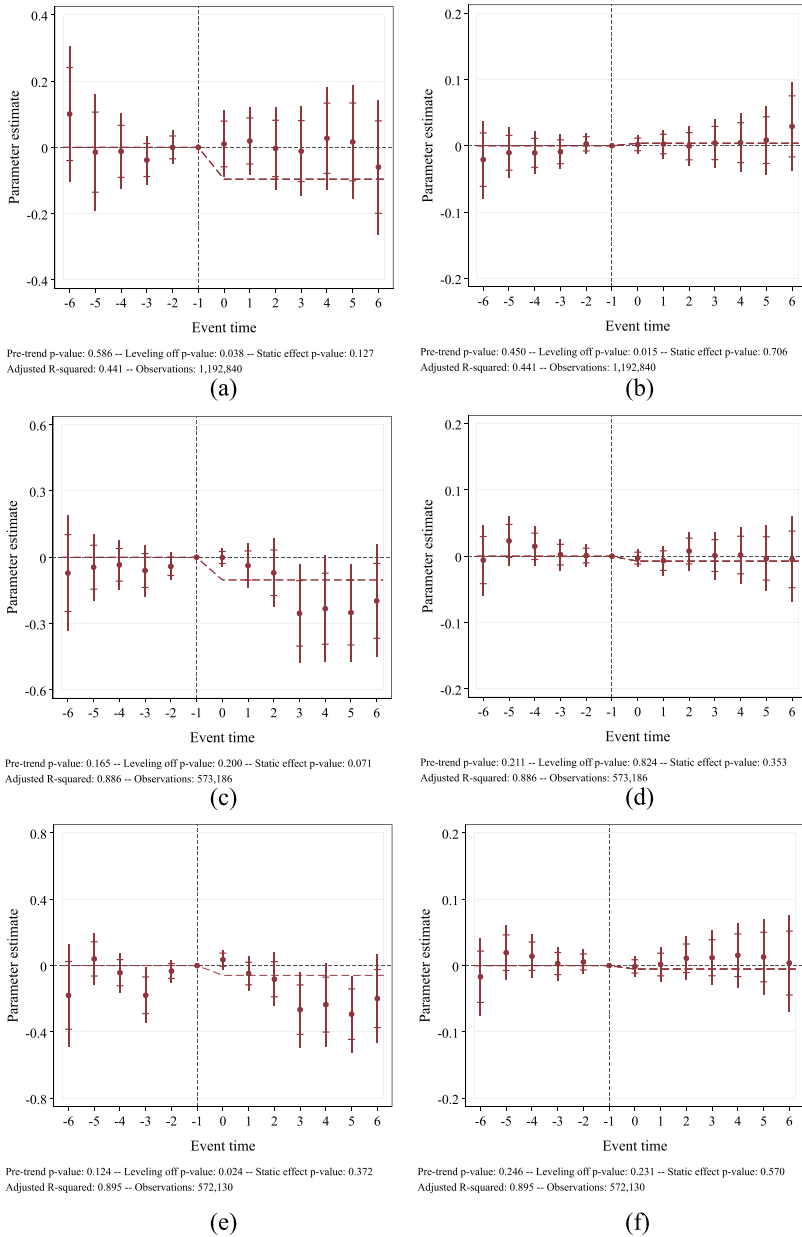 0.4
0.2
0
-0.2
-0.4
Parameter estimate
-6 -5 -4 -3 -2 -1 0 1 2 3 4 5 6
Event time
Pre-trend p-value: 0.586 -- Leveling off p-value: 0.038 -- Static effect p-value: 0.127
Adjusted R-squared: 0.441 -- Observations: 1,192,840
(a)
0.2
0.1
0
-0.1
-0.2
Parameter estimate
-6 -5 -4 -3 -2 -1 0 1 2 3 4 5 6
Event time
Pre-trend p-value: 0.450 -- Leveling off p-value: 0.015 -- Static effect p-value: 0.706
Adjusted R-squared: 0.441 -- Observations: 1,192,840
(b)
0.6
0.3
0
-0.3
-0.6
Parameter estimate
-6 -5 -4 -3 -2 -1 0 1 2 3 4 5 6
Event time
Pre-trend p-value: 0.165 -- Leveling off p-value: 0.200 -- Static effect p-value: 0.071
Adjusted R-squared: 0.886 -- Observations: 573,186
(c)
0.2
0.1
0
-0.1
-0.2
Parameter estimate
-6 -5 -4 -3 -2 -1 0 1 2 3 4 5 6
Event time
Pre-trend p-value: 0.211 -- Leveling off p-value: 0.824 -- Static effect p-value: 0.353
Adjusted R-squared: 0.886 -- Observations: 573,186
(d)
0.8
0.4
0
-0.4
-0.8
Parameter estimate
-6 -5 -4 -3 -2 -1 0 1 2 3 4 5 6
Event time
Pre-trend p-value: 0.124 -- Leveling off p-value: 0.024 -- Static effect p-value: 0.372
Adjusted R-squared: 0.895 -- Observations: 572,130
(e)
0.2
0.1
0
-0.1
-0.2
Parameter estimate
-6 -5 -4 -3 -2 -1 0 1 2 3 4 5 6
Event time
Pre-trend p-value: 0.246 -- Leveling off p-value: 0.231 -- Static effect p-value: 0.570
Adjusted R-squared: 0.895 -- Observations: 572,130
(f)